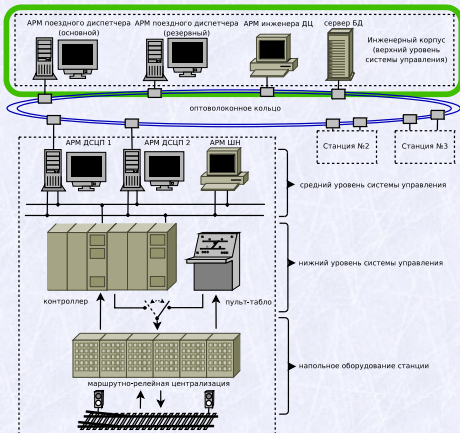 АРМ поездного диспетчера
(основной)
АРМ поездного диспетчера
(резервный)
АРМ инженера ДЦ
сервер БД
Инженерный корпус
(верхний уровень
системы управления)
оптоволоконное кольцо
АРМ ДСЦП 1
АРМ ДСЦП 2
АРМ ШН
Станция №2
Станция №3
средний уровень системы управления
нижний уровень системы управления
контроллер
пульт-табло
напольное оборудование станции
маршрутно-релейная централизация